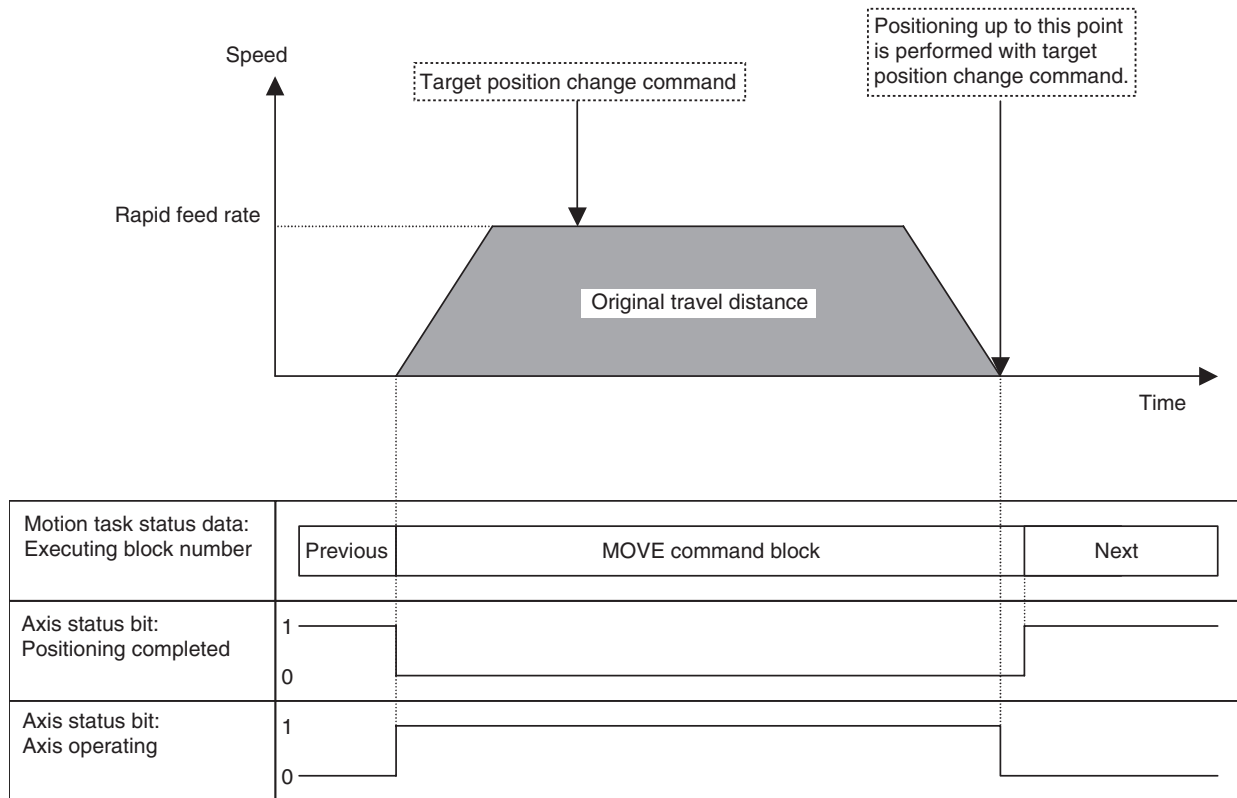 Speed
Target position change command
Positioning up to this point
is performed with target
position change command.
Rapid feed rate
Original travel distance
Time
Motion task status data:
Executing block number
Previous
MOVE command block
Next
Axis status bit:
Positioning completed
1
0
Axis status bit:
Axis operating
1
0